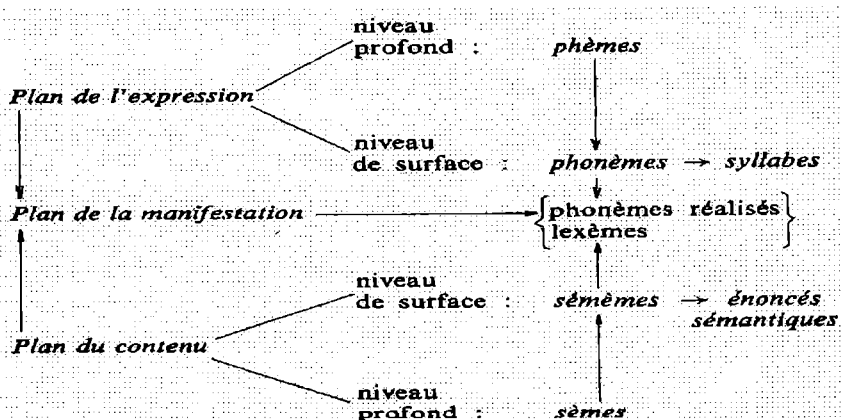 niveau
profond : phèmes
Plan de l'expression
niveau
de surface : phonèmes → syllabes
Plan de la manifestation
phonèmes réalisés
lexèmes
niveau
de surface : sémèmes → énoncés
sémantiques
Plan du contenu
niveau
profond : sèmes